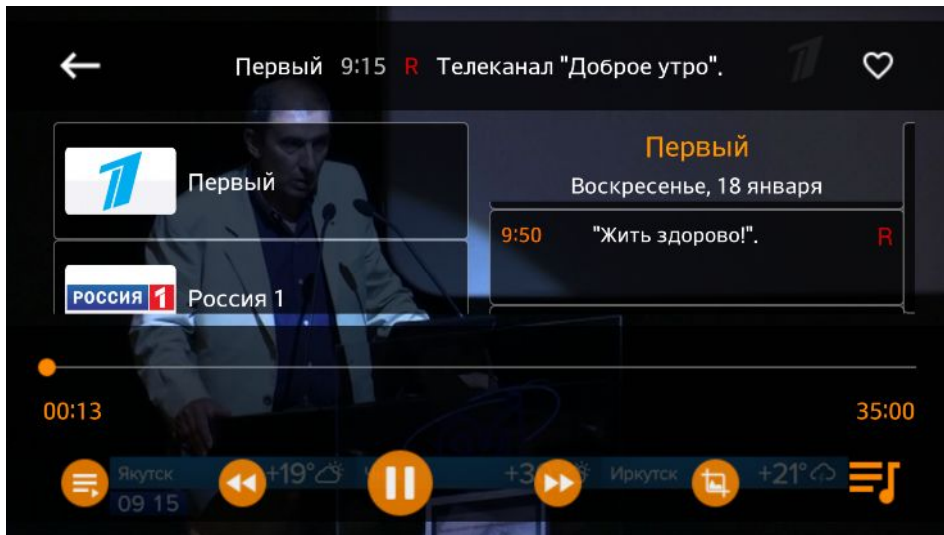 Первый 9:15 R Телеканал "Доброе утро".
Первый
Россия 1
РОССИЯ 1
Первый
Воскресенье, 18 января
9:50 "Жить здорово!". R
00:13
35:00
Якутск +19° Иркутск +21°
09 15